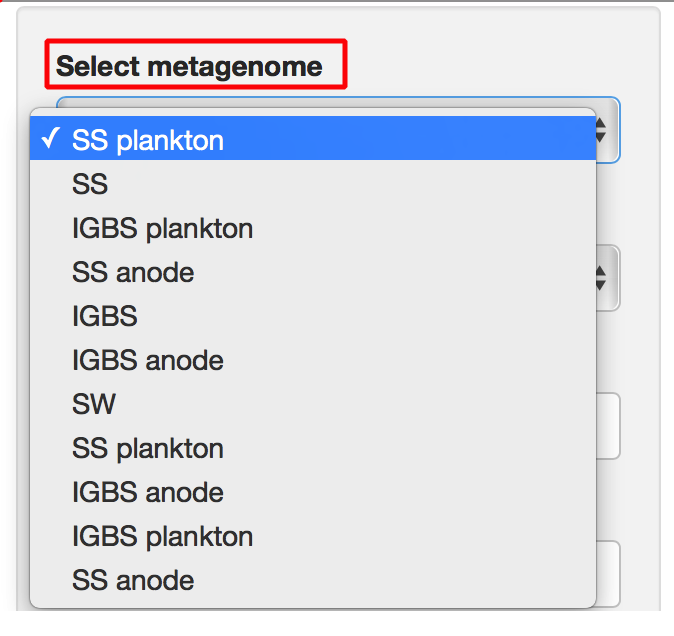 Select metagenome
✓ SS plankton
SS
IGBS plankton
SS anode
IGBS
IGBS anode
SW
SS plankton
IGBS anode
IGBS plankton
SS anode